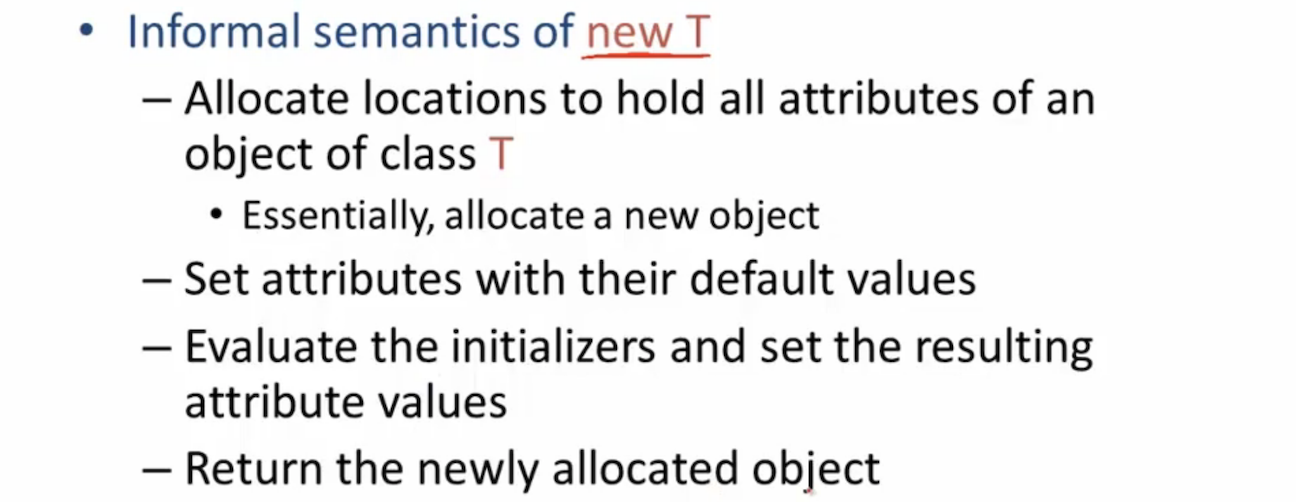 • Informal semantics of new T
– Allocate locations to hold all attributes of an
object of class T
• Essentially, allocate a new object
– Set attributes with their default values
– Evaluate the initializers and set the resulting
attribute values
– Return the newly allocated object